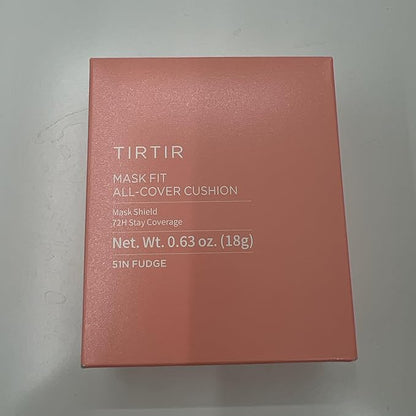 TIRTIR
MASK FIT
ALL-COVER CUSHION
Mask Shield
72H Stay Coverage
Net. Wt. 0.63 oz. (18g)
51N FUDGE